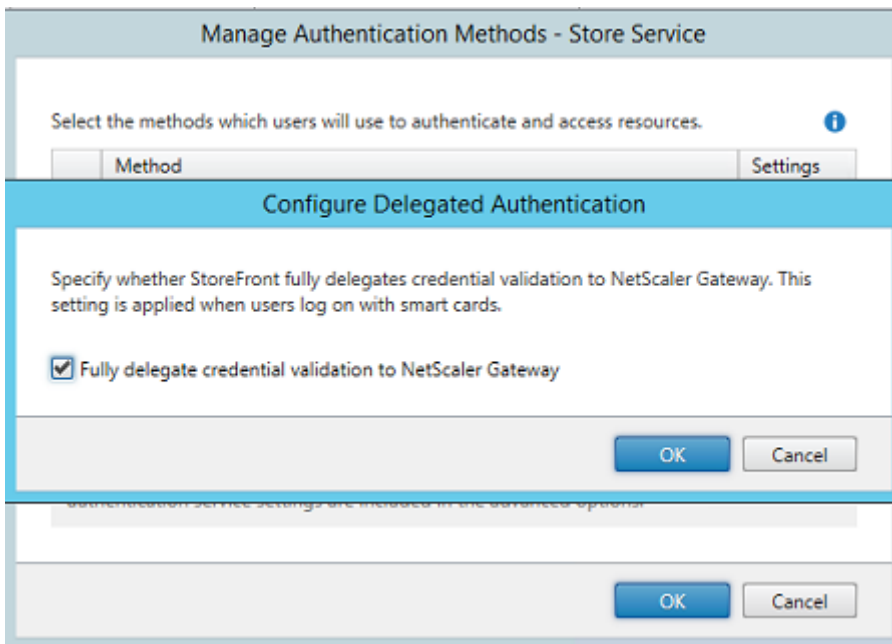 Manage Authentication Methods - Store Service
Select the methods which users will use to authenticate and access resources.
Method Settings
Configure Delegated Authentication
Specify whether StoreFront fully delegates credential validation to NetScaler Gateway. This
setting is applied when users log on with smart cards.
Fully delegate credential validation to NetScaler Gateway
OK Cancel
authentication service settings are included in the advanced options.
OK Cancel